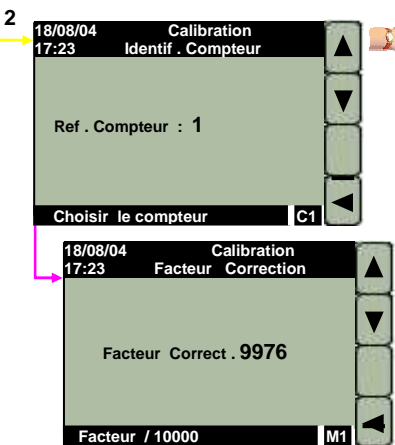 2
18/08/04 Calibration
17:23 Identif . Compteur
Ref . Compteur : 1
Choisir le compteur C1
18/08/04 Calibration
17:23 Facteur Correction
Facteur Correct . 9976
Facteur / 10000 M1